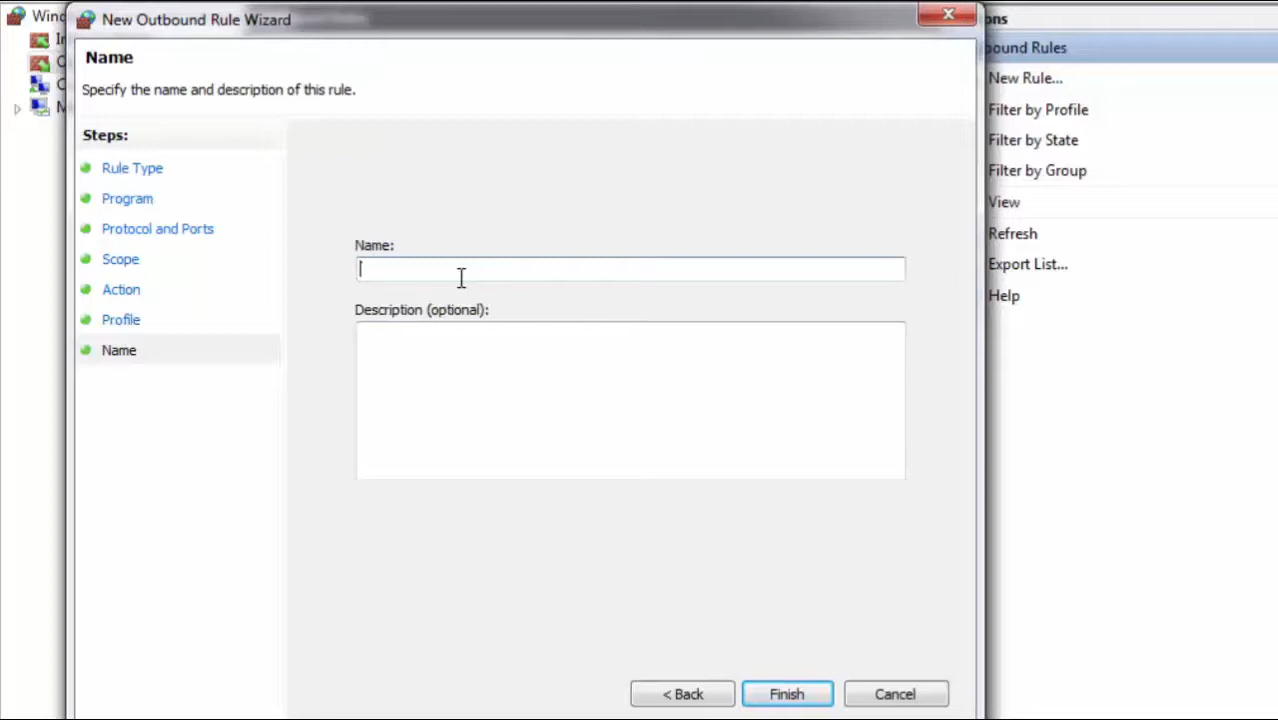 Wind
New Outbound Rule Wizard
Name
Specify the name and description of this rule.
Steps:
Rule Type
Program
Protocol and Ports
Scope
Action
Profile
Name
Name:
Description (optional):
< Back
Finish
Cancel
ons
bound Rules
New Rule...
Filter by Profile
Filter by State
Filter by Group
View
Refresh
Export List...
Help